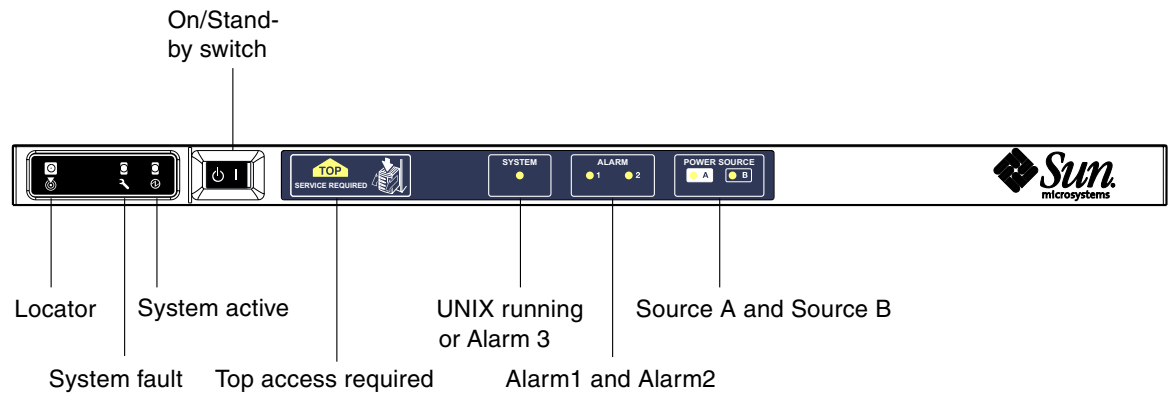 On/Stand-
by switch
TOP
SERVICE REQUIRED
SYSTEM
ALARM
1 2
POWER SOURCE
A B
Sun.
microsystems
Locator
System active
UNIX running
or Alarm 3
Source A and Source B
System fault
Top access required
Alarm1 and Alarm2